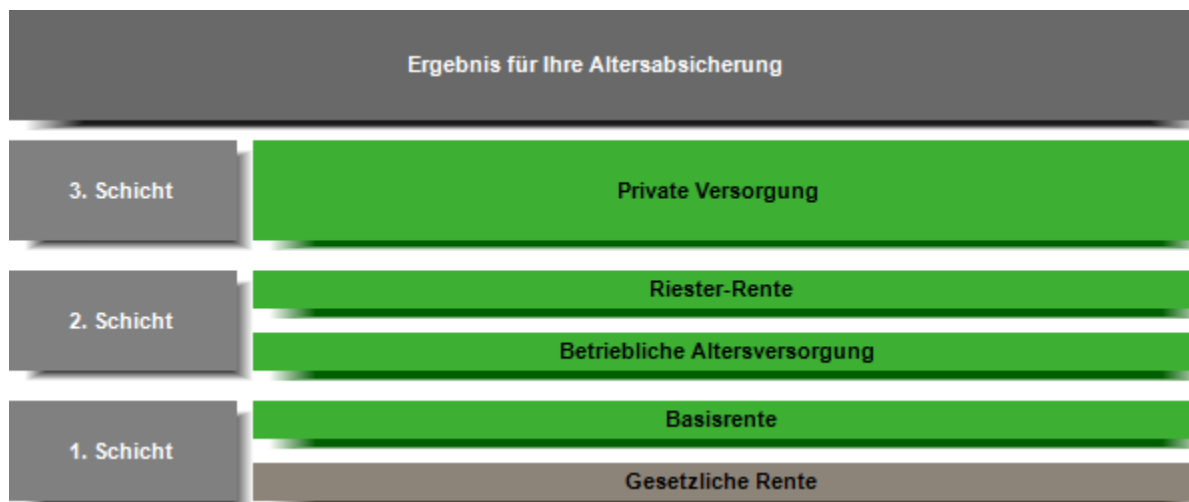 Ergebnis für Ihre Altersabsicherung
3. Schicht
Private Versorgung
2. Schicht
Riester-Rente
Betriebliche Altersversorgung
1. Schicht
Basisrente
Gesetzliche Rente